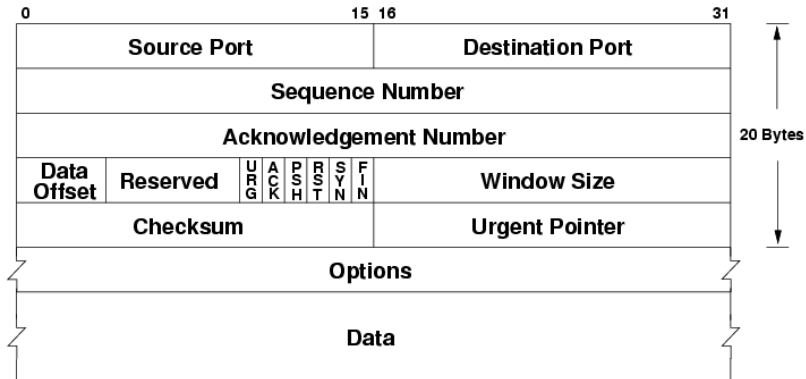 0 15 16 31
Source Port Destination Port
Sequence Number
Acknowledgement Number
20 Bytes
Data Offset Reserved URG ACK PSH RST SYN FIN Window Size
Checksum Urgent Pointer
Options
Data